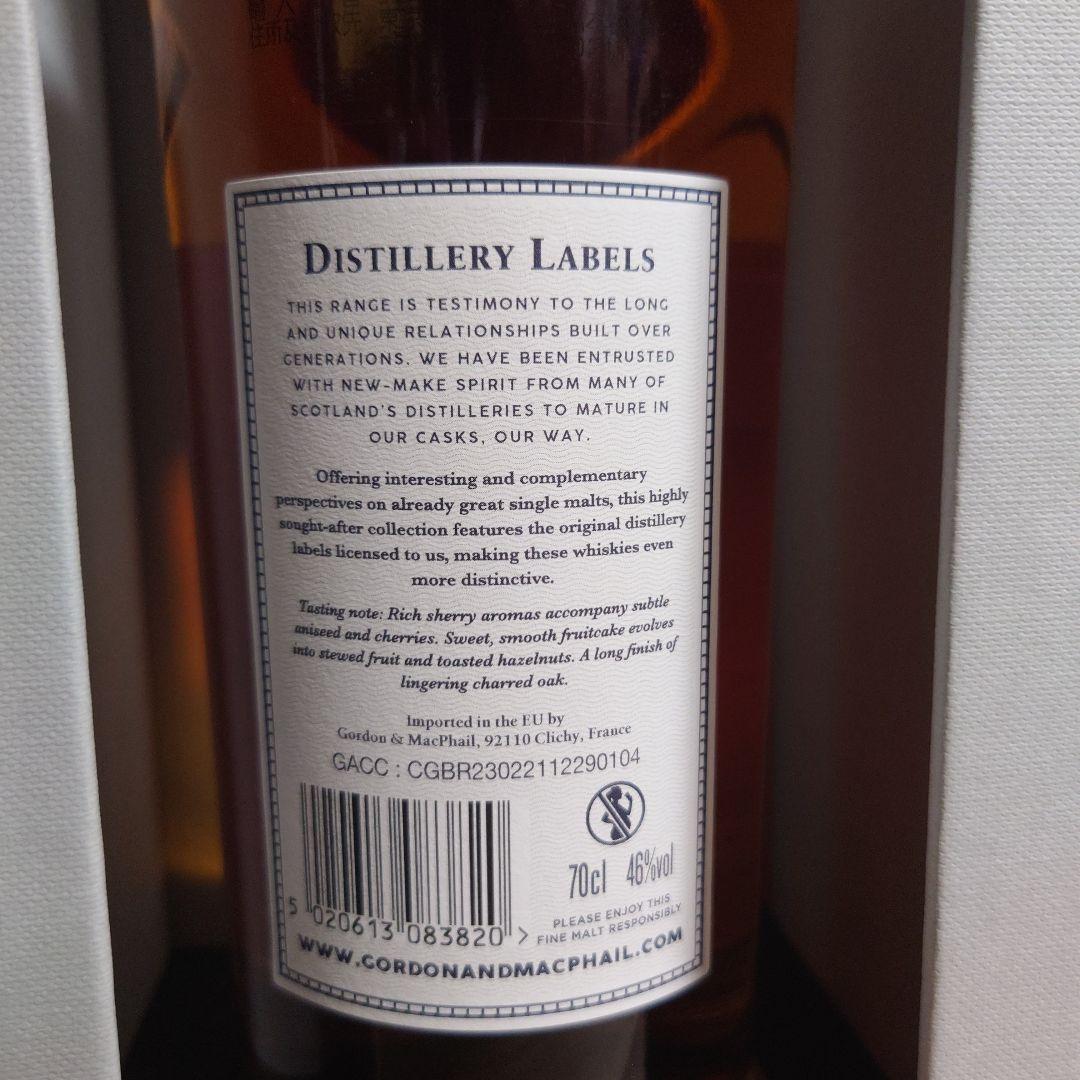 DISTILLERY LABELS
THIS RANGE IS TESTIMONY TO THE LONG
AND UNIQUE RELATIONSHIPS BUILT OVER
GENERATIONS. WE HAVE BEEN ENTRUSTED
WITH NEW-MAKE SPIRIT FROM MANY OF
SCOTLAND'S DISTILLERIES TO MATURE IN
OUR CASKS, OUR WAY.
Offering interesting and complementary
perspectives on already great single malts, this highly
sought-after collection features the original distillery
labels licensed to us, making these whiskies even
more distinctive.
Tasting note: Rich sherry aromas accompany subtle
aniseed and cherries. Sweet, smooth fruitcake evolves
into stewed fruit and toasted hazelnuts. A long finish of
lingering charred oak.
Imported in the EU by
Gordon & MacPhail, 92110 Clichy, France
GACC : CGBR23022112290104
70cl 46%vol
PLEASE ENJOY THIS
FINE MALT RESPONSIBLY
5 020613 083820 >
WWW.GORDONANDMACPHAIL.COM